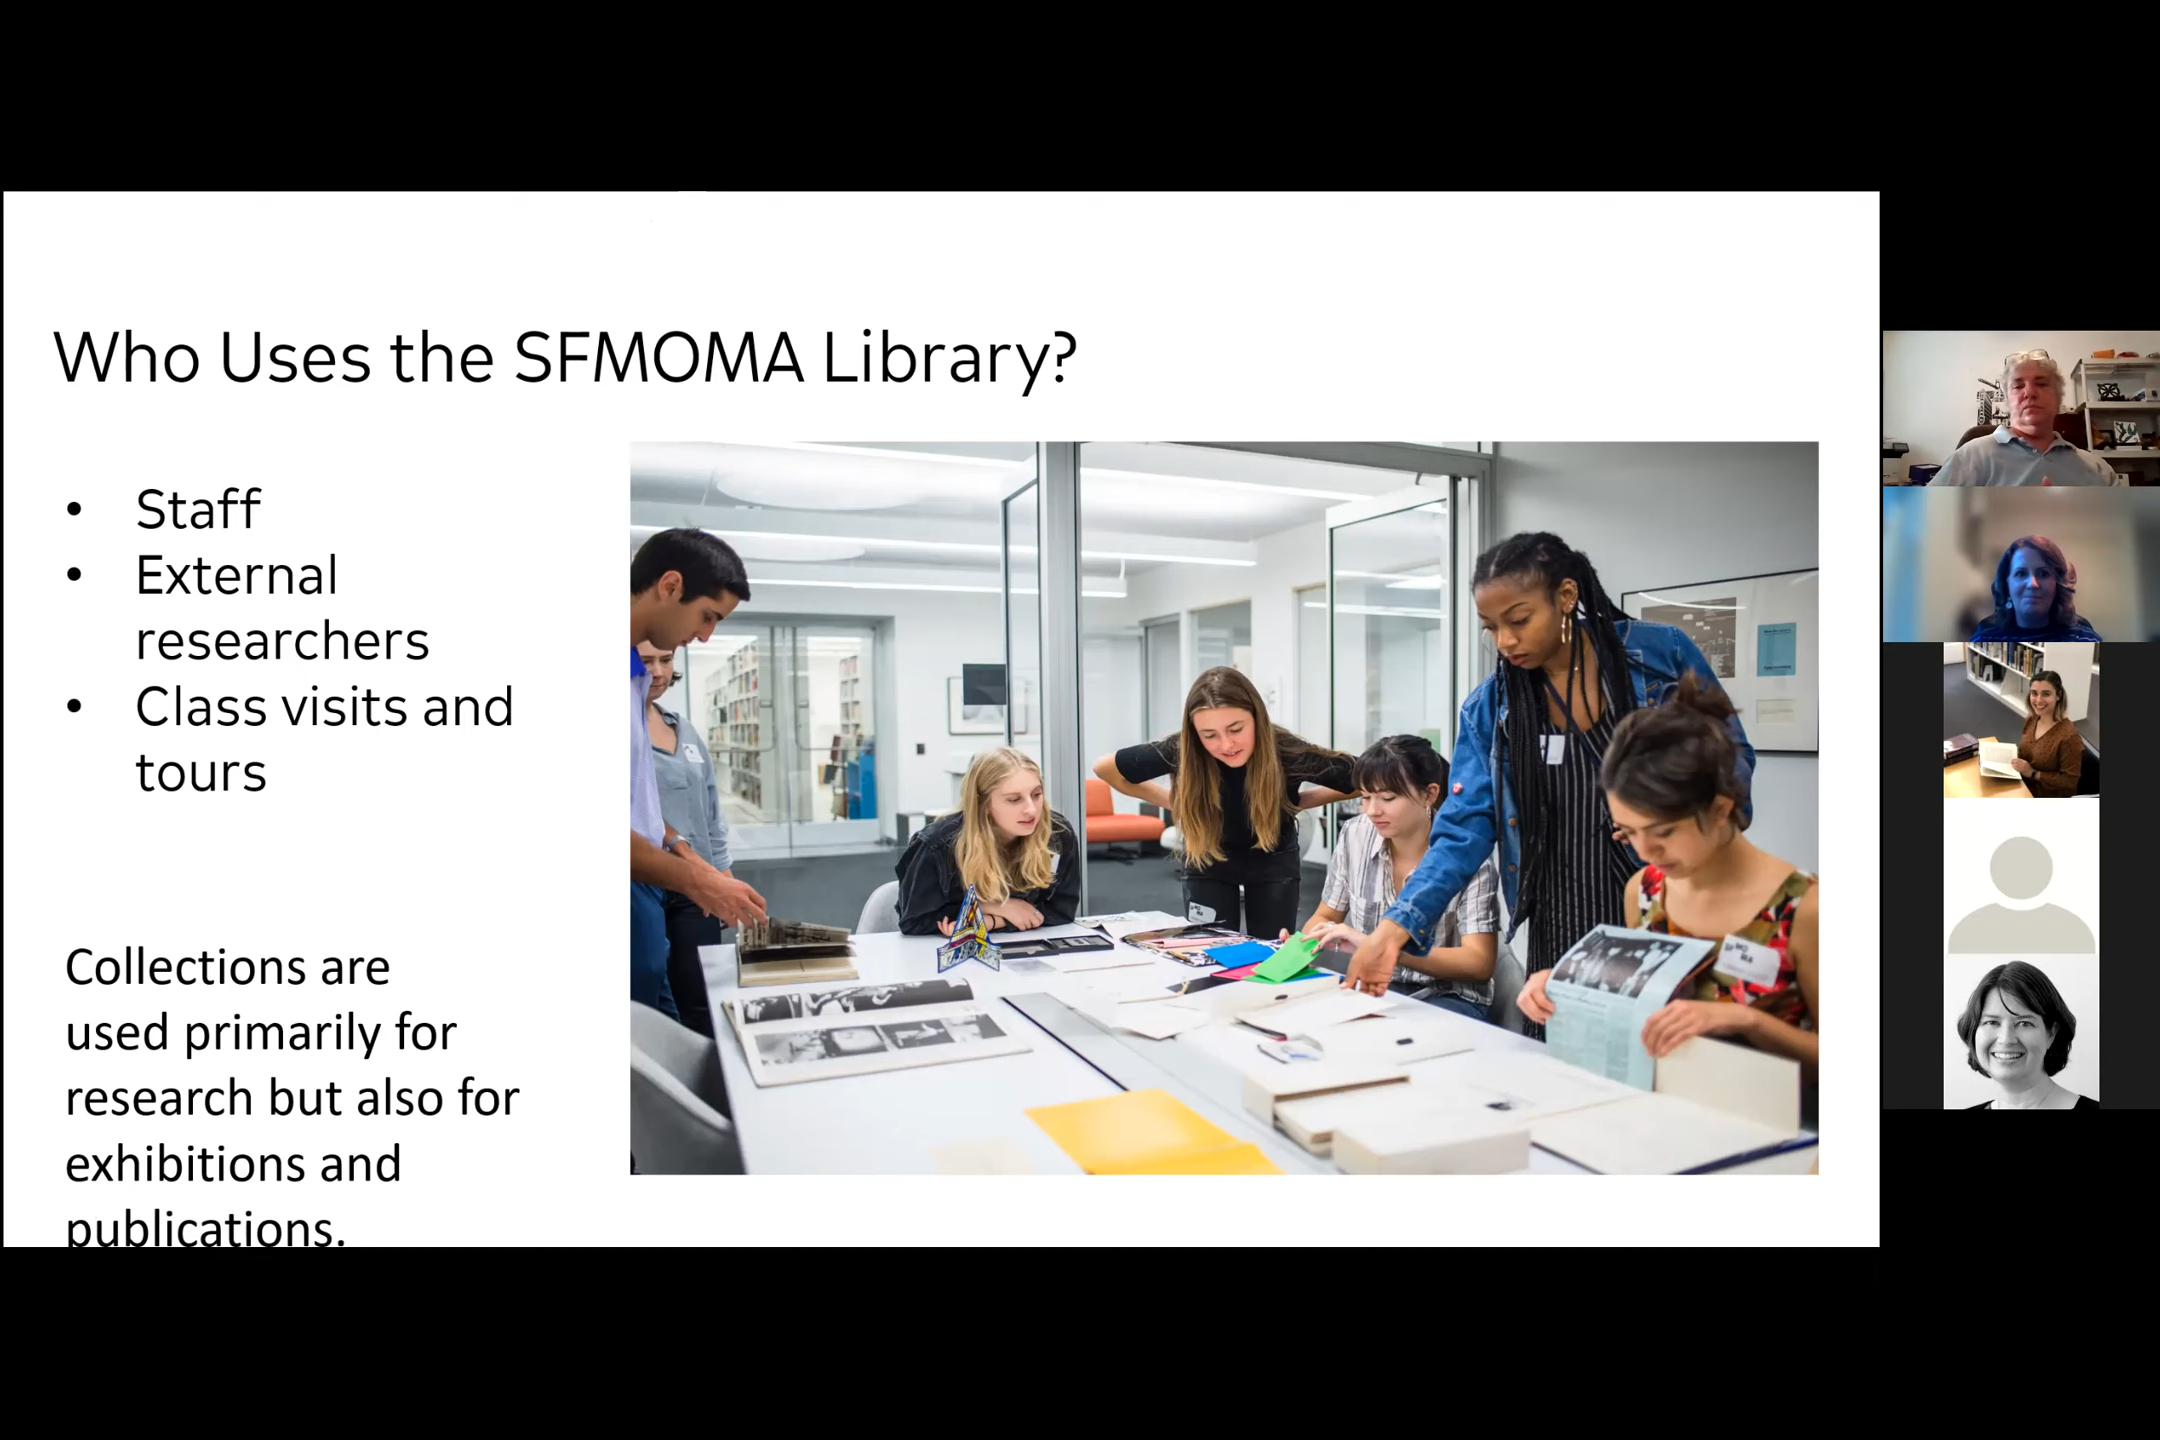 Who Uses the SFMOMA Library?
• Staff
• External
researchers
• Class visits and
tours
Collections are
used primarily for
research but also for
exhibitions and
publications.